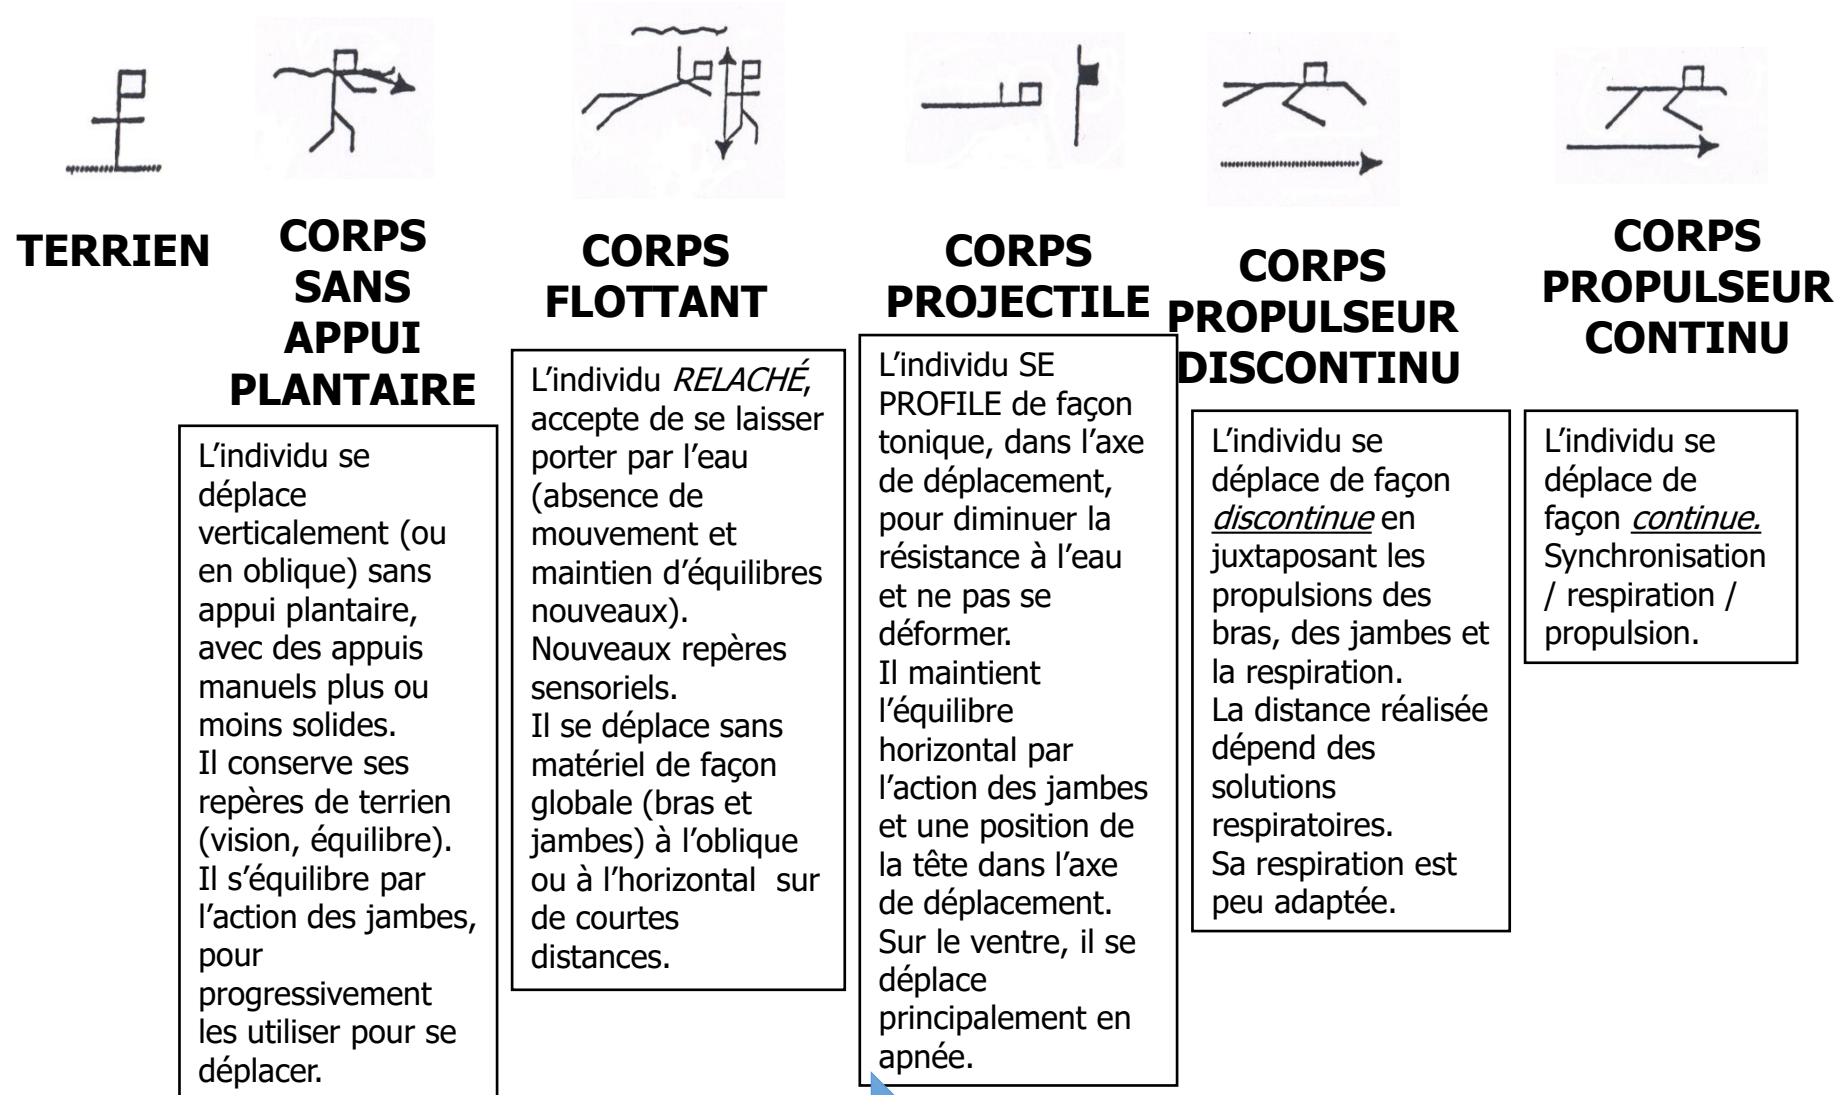 TERRIEN
CORPS
SANS
APPUI
PLANTAIRE
L’individu se
déplace
verticalement (ou
en oblique) sans
appui plantaire,
avec des appuis
manuels plus ou
moins solides.
Il conserve ses
repères de terrien
(vision, équilibre).
Il s’équilibre par
l’action des jambes,
pour
progressivement
les utiliser pour se
déplacer.
CORPS
FLOTTANT
L’individu RELACHÉ,
accepte de se laisser
porter par l’eau
(absence de
mouvement et
maintien d’équilibres
nouveaux).
Nouveaux repères
sensoriels.
Il se déplace sans
matériel de façon
globale (bras et
jambes) à l’oblique
ou à l’horizontal sur
de courtes
distances.
CORPS
PROJECTILE
L’individu SE
PROFILE de façon
tonique, dans l’axe
de déplacement,
pour diminuer la
résistance à l’eau
et ne pas se
déformer.
Il maintient
l’équilibre
horizontal par
l’action des jambes
et une position de
la tête dans l’axe
de déplacement.
Sur le ventre, il se
déplace
principalement en
apnée.
CORPS
PROPULSEUR
DISCONTINU
L’individu se
déplace de façon
discontinue en
juxtaposant les
propulsions des
bras, des jambes et
la respiration.
La distance réalisée
dépend des
solutions
respiratoires.
Sa respiration est
peu adaptée.
CORPS
PROPULSEUR
CONTINU
L’individu se
déplace de
façon continue.
Synchronisation
/ respiration /
propulsion.